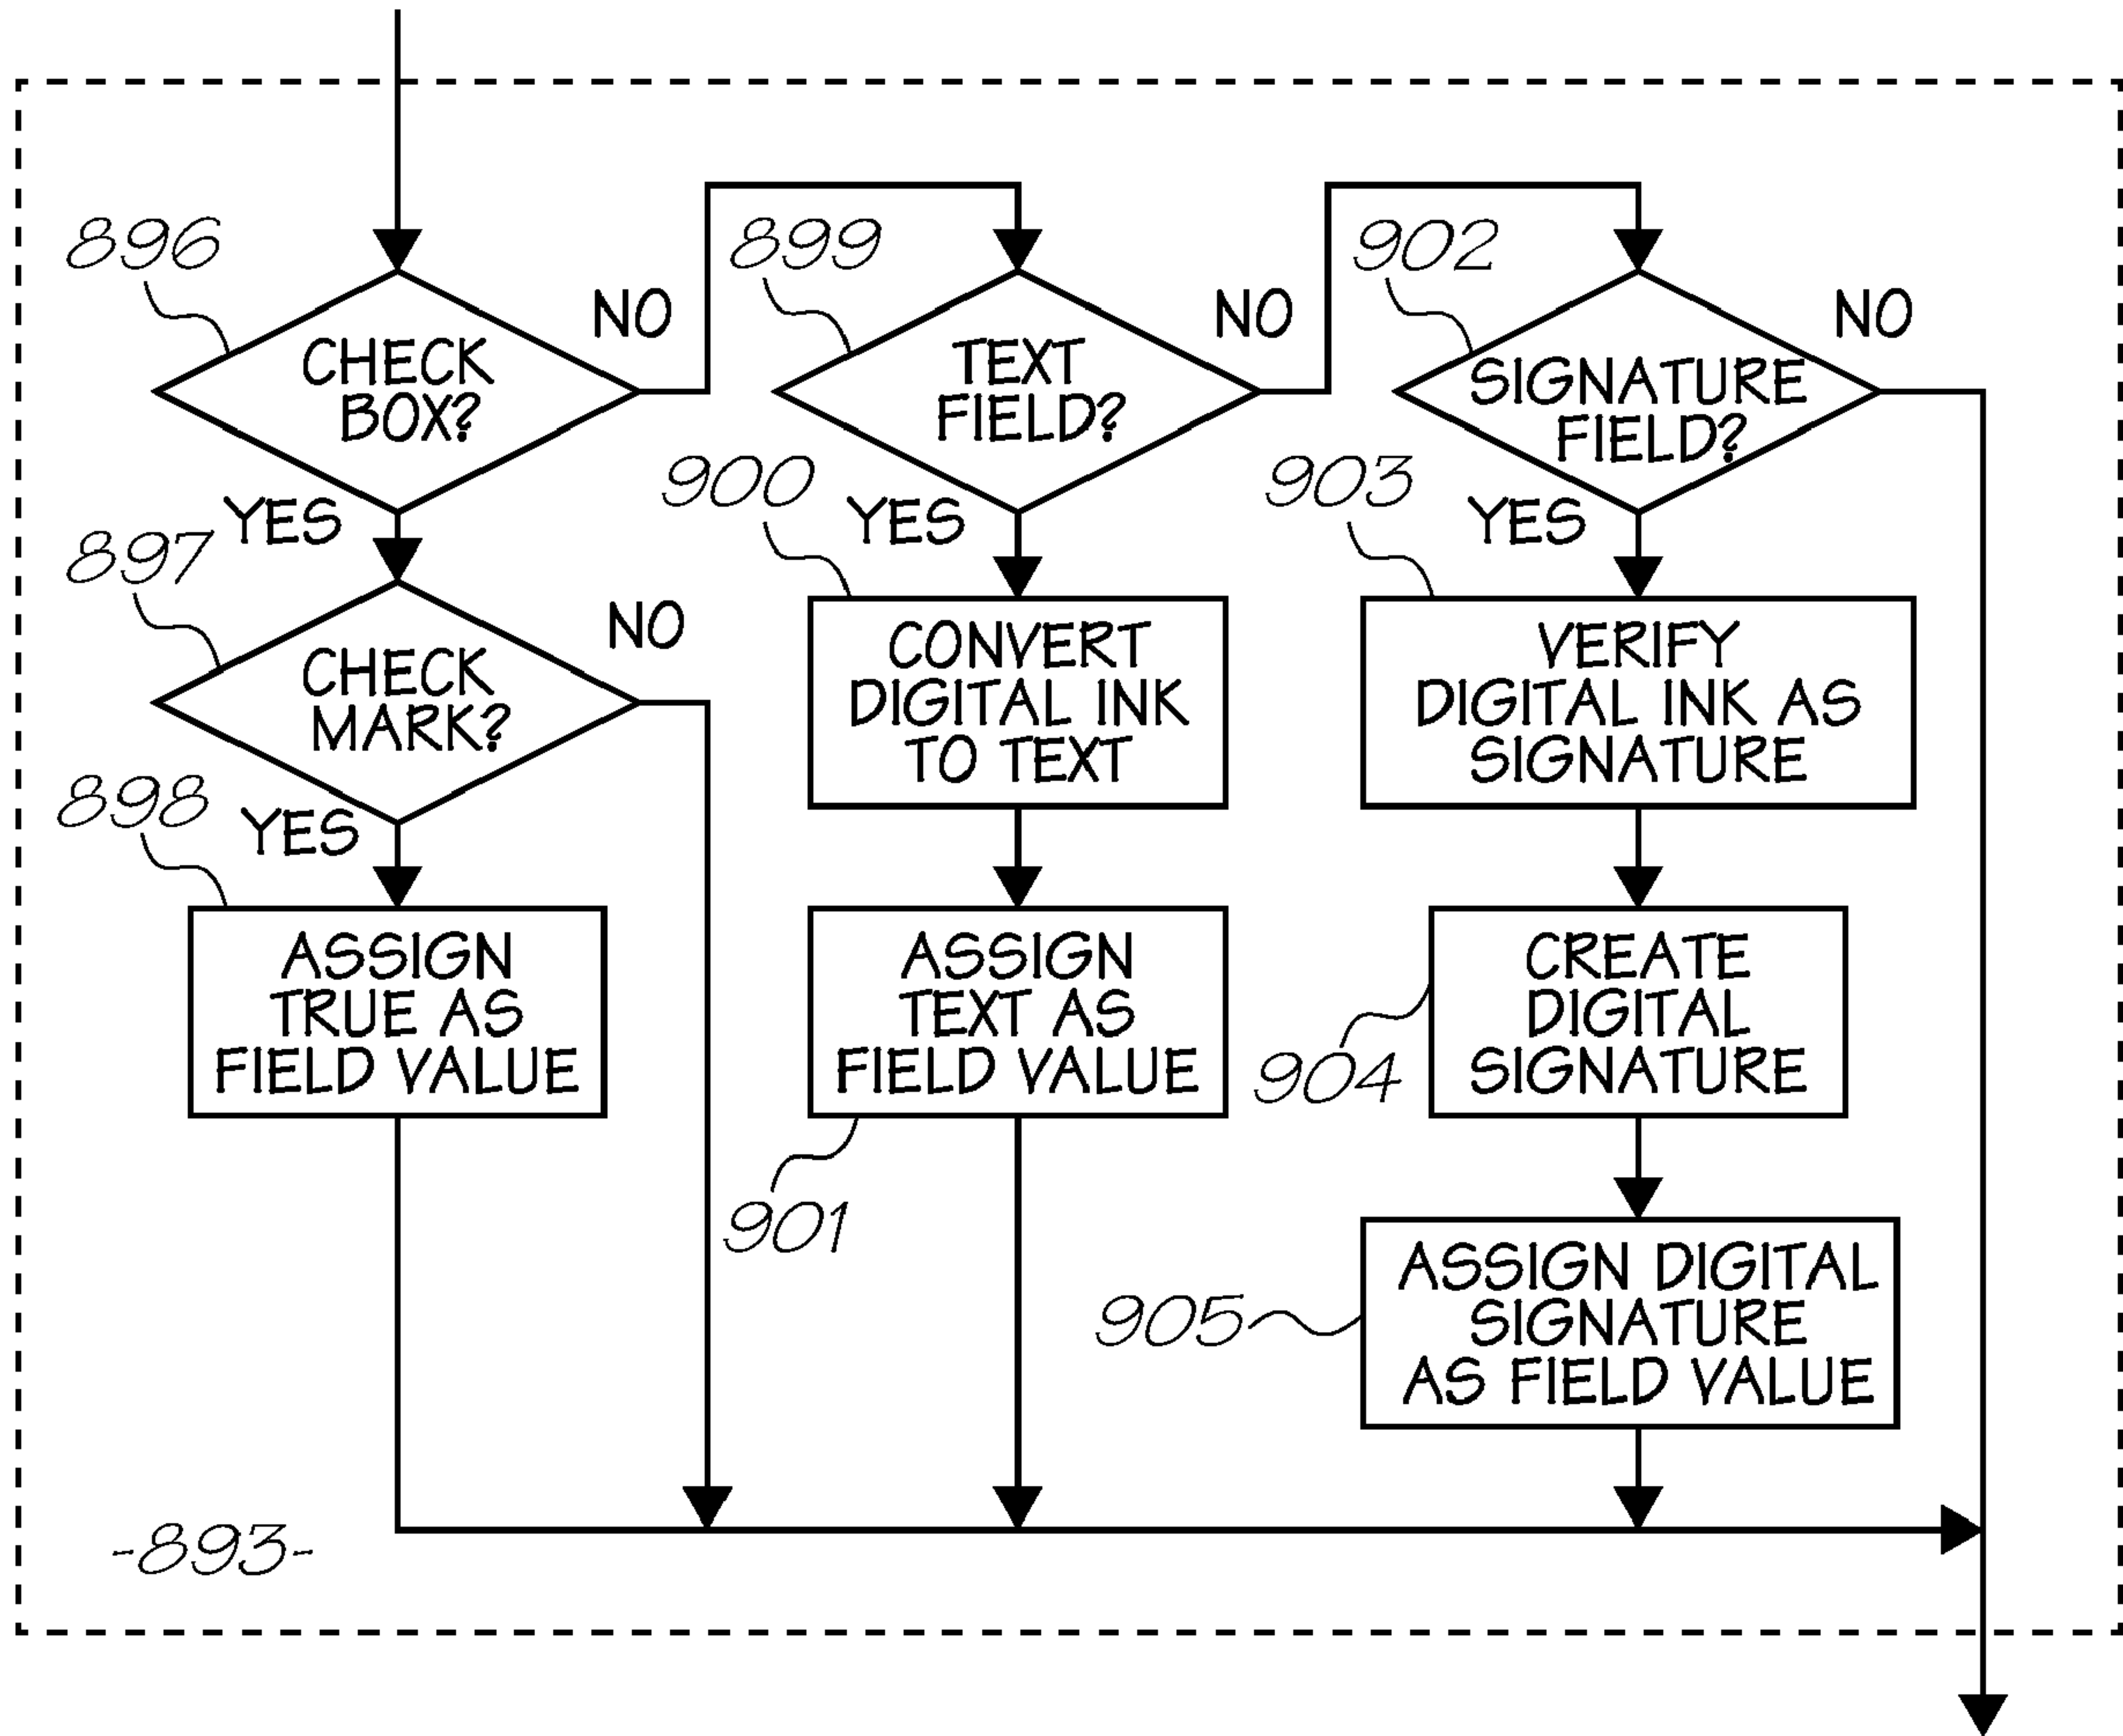 896
CHECK
BOX?
NO
YES
897
CHECK
MARK?
NO
YES
898
ASSIGN
TRUE AS
FIELD VALUE
899
TEXT
FIELD?
NO
YES
900
CONVERT
DIGITAL INK
TO TEXT
ASSIGN
TEXT AS
FIELD VALUE
901
902
SIGNATURE
FIELD?
NO
YES
903
VERIFY
DIGITAL INK AS
SIGNATURE
CREATE
DIGITAL
SIGNATURE
904
ASSIGN DIGITAL
SIGNATURE
AS FIELD VALUE
905
-893-